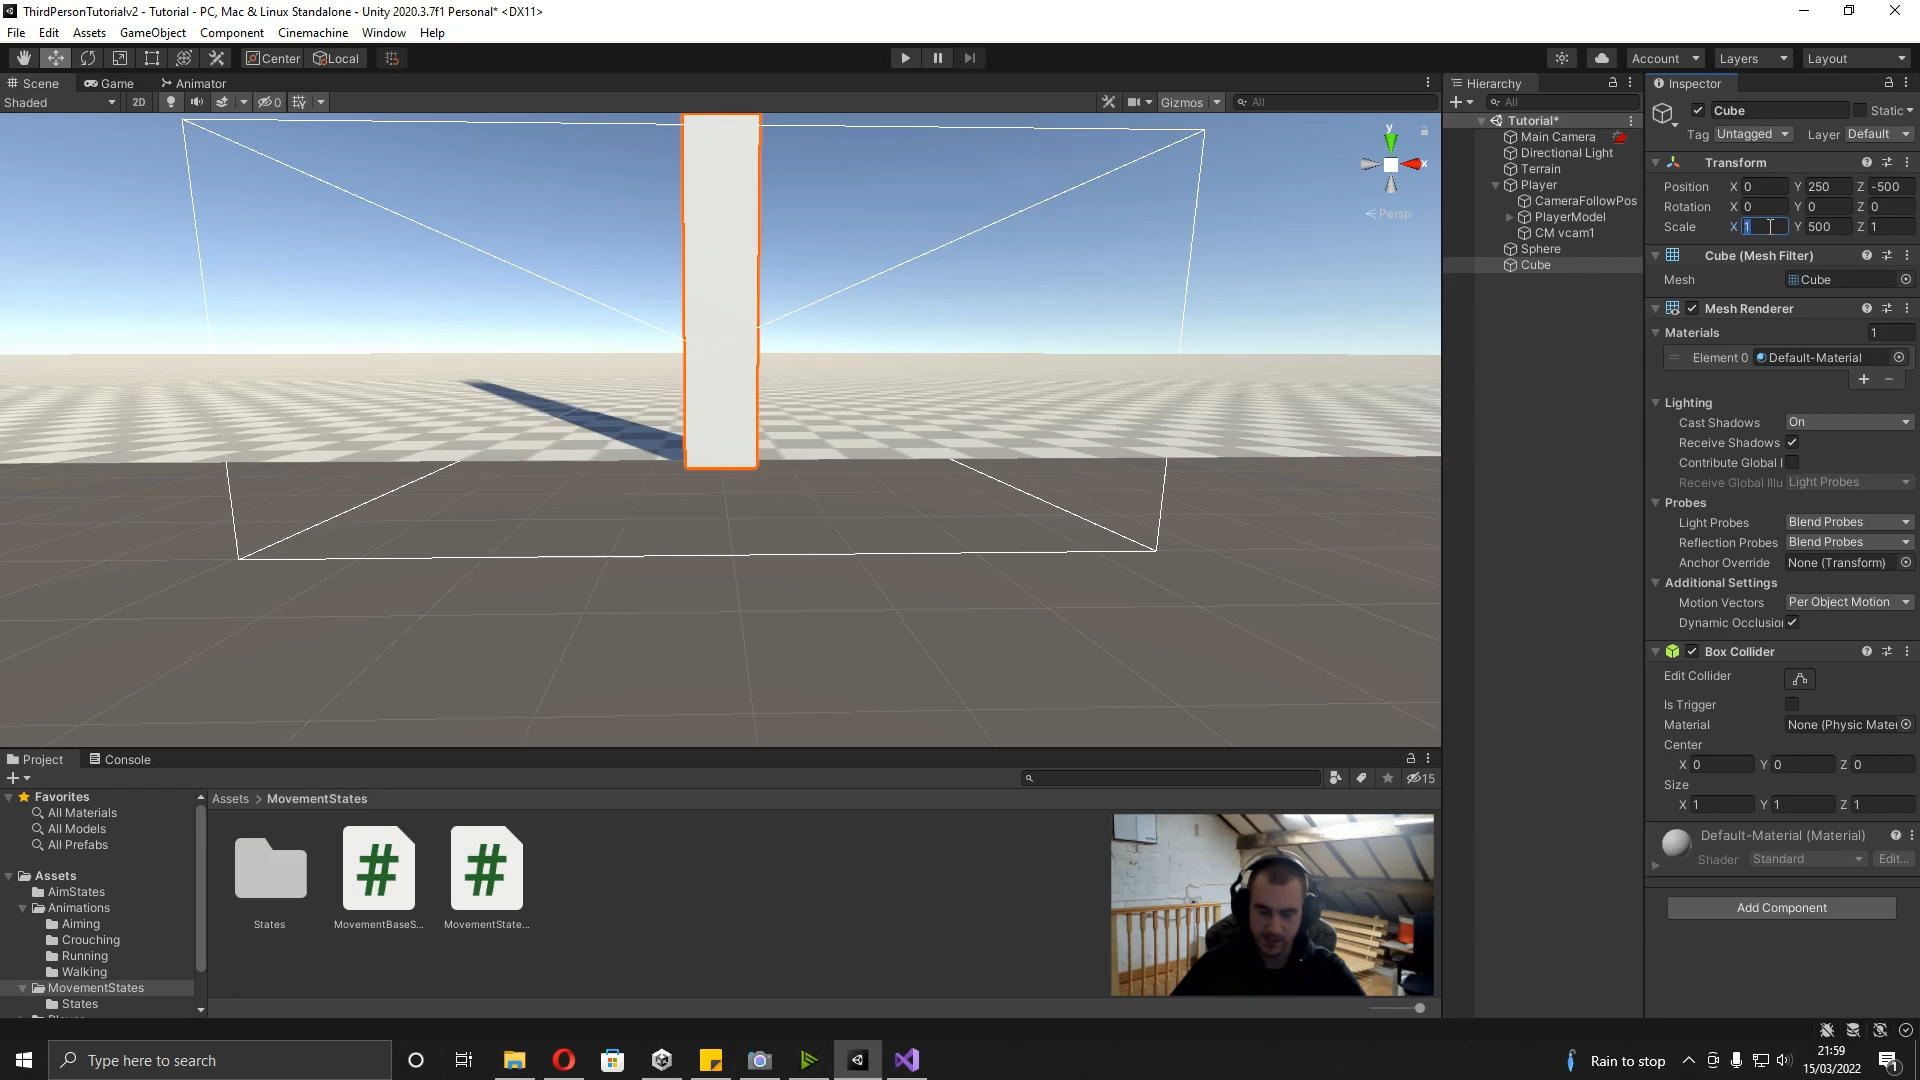 ThirdPersonTutorialv2 - Tutorial - PC, Mac & Linux Standalone - Unity 2020.3.7f1 Personal* <DX11>
File Edit Assets GameObject Component Cinemachine Window Help
Center Local Account Layers Layout
Scene Game Animator
Shaded 2D 0 Gizmos All
y
x
Persp
Hierarchy
All
Tutorial*
Main Camera
Directional Light
Terrain
Player
CameraFollowPos
PlayerModel
CM vcam1
Sphere
Cube
Inspector
Cube Static
Tag Untagged Layer Default
Transform
Position X 0 Y 250 Z -500
Rotation X 0 Y 0 Z 0
Scale X 1 Y 500 Z 1
Cube (Mesh Filter)
Mesh Cube
Mesh Renderer
Materials 1
Element 0 Default-Material
Lighting
Cast Shadows On
Receive Shadows
Contribute Global I
Receive Global Illu Light Probes
Probes
Light Probes Blend Probes
Reflection Probes Blend Probes
Anchor Override None (Transform)
Additional Settings
Motion Vectors Per Object Motion
Dynamic Occlusion
Box Collider
Edit Collider
Is Trigger
Material None (Physic Mater
Center
X 0 Y 0 Z 0
Size
X 1 Y 1 Z 1
Default-Material (Material)
Shader Standard Edit...
Add Component
Project Console
15
Favorites
All Materials
All Models
All Prefabs
Assets
AimStates
Animations
Aiming
Crouching
Running
Walking
MovementStates
States
Assets > MovementStates
States MovementBaseS... MovementState...
Type here to search
Rain to stop
21:59
15/03/2022
1